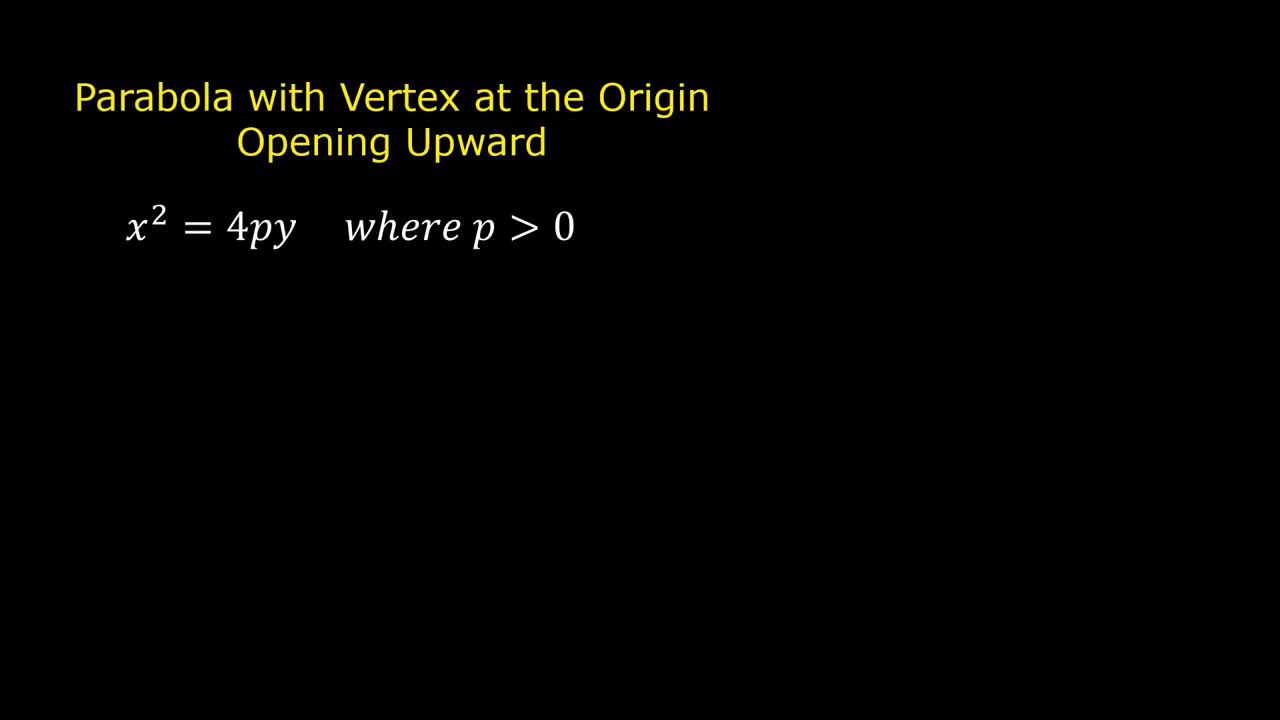 Parabola with Vertex at the Origin
Opening Upward
x² = 4py where p > 0